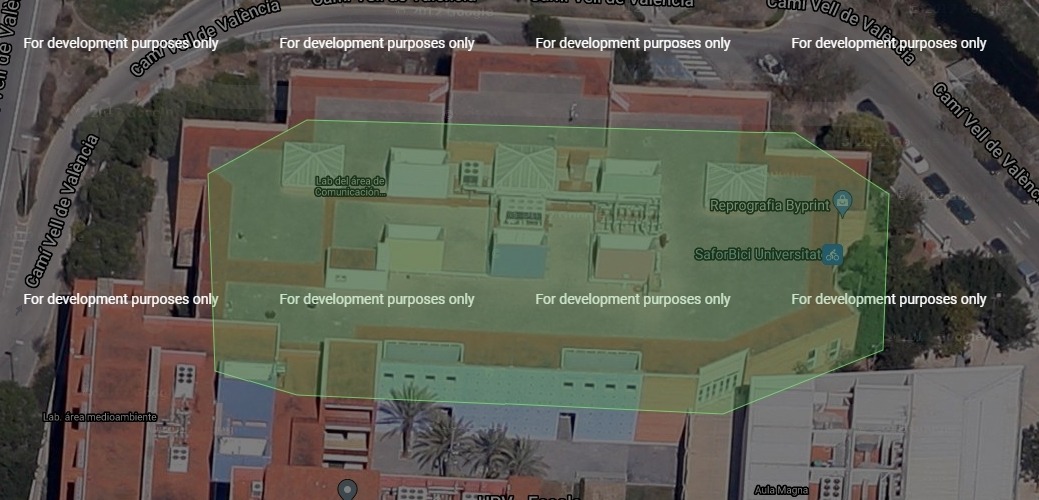 Camí Vell de València
Camí Vell de València
For development purposes only
For development purposes only
For development purposes only
For development purposes only
Camí Vell de València
Camí Vell de València
Camí Vell de València
Lab del área de
Comunicación...
Reprografia Byprint
SaforBici Universitat
For development purposes only
For development purposes only
For development purposes only
For development purposes only
Lab. área medioambiente
Aula Magna